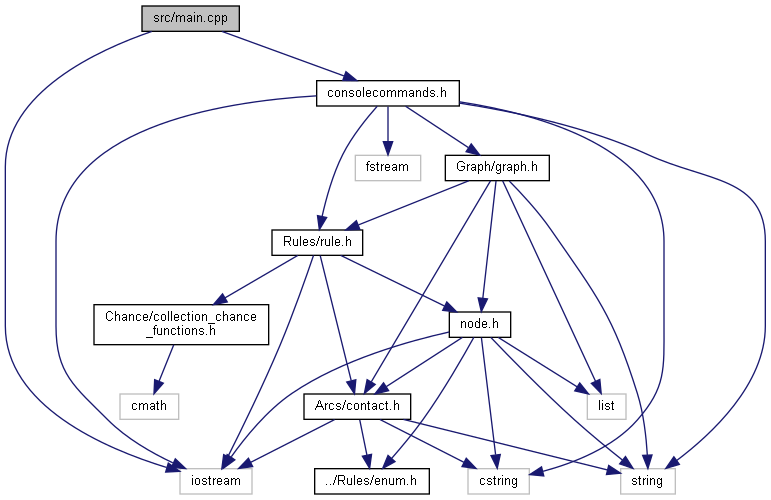 src/main.cpp
consolecommands.h
fstream
Graph/graph.h
Rules/rule.h
Chance/collection_chance
_functions.h
node.h
cmath
Arcs/contact.h
list
iostream
../Rules/enum.h
cstring
string